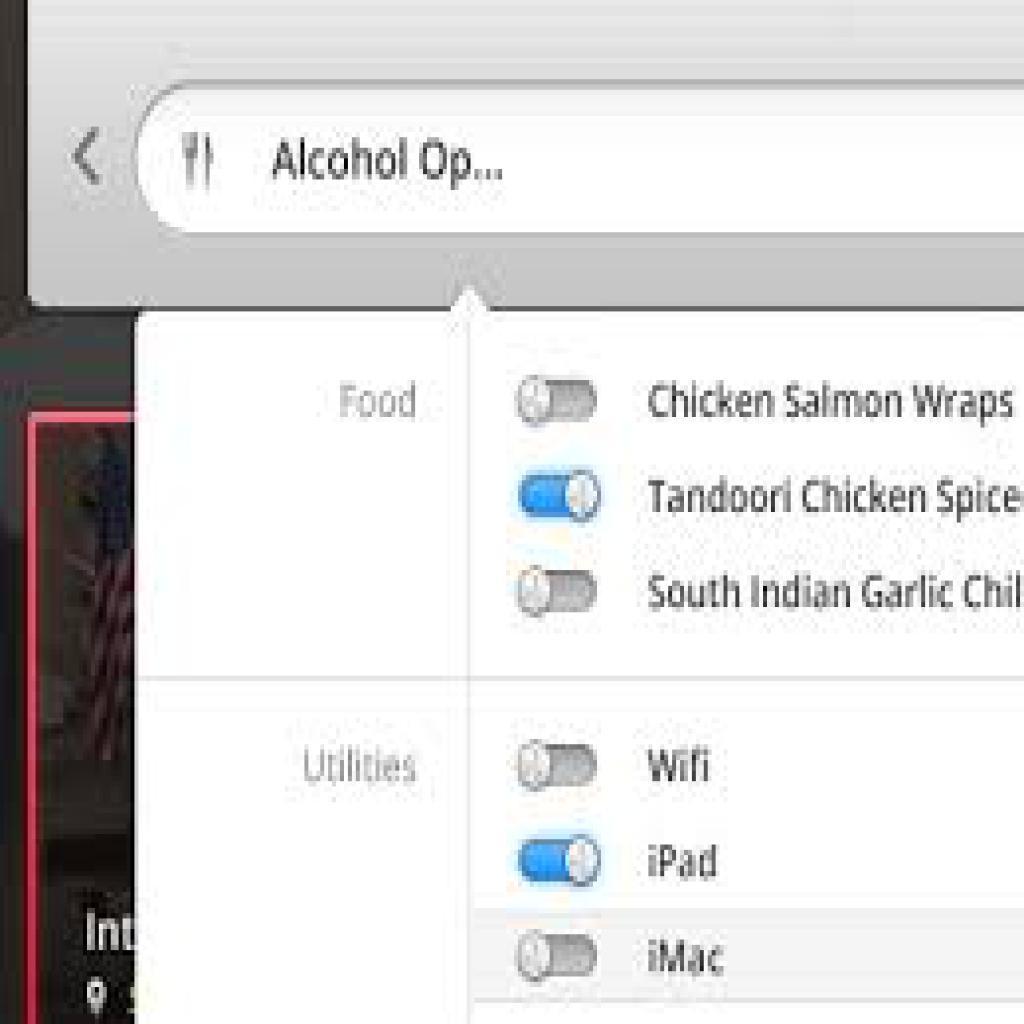 Alcohol Op...
Food
Chicken Salmon Wraps
Tandoori Chicken Spice
South Indian Garlic Chil
Utilities
Wifi
iPad
iMac
Int